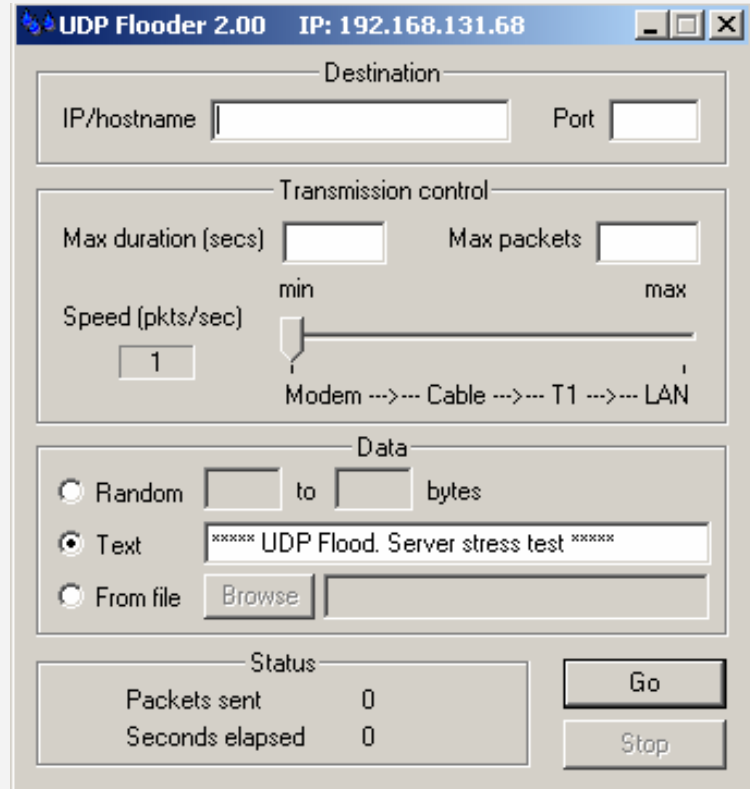 UDP Flooder 2.00 IP: 192.168.131.68
Destination
IP/hostname Port
Transmission control
Max duration (secs) Max packets
min max
Speed (pkts/sec)
1
Modem --->--- Cable --->--- T1 --->--- LAN
Data
Random to bytes
Text ***** UDP Flood. Server stress test *****
From file Browse
Status
Packets sent 0
Seconds elapsed 0
Go
Stop